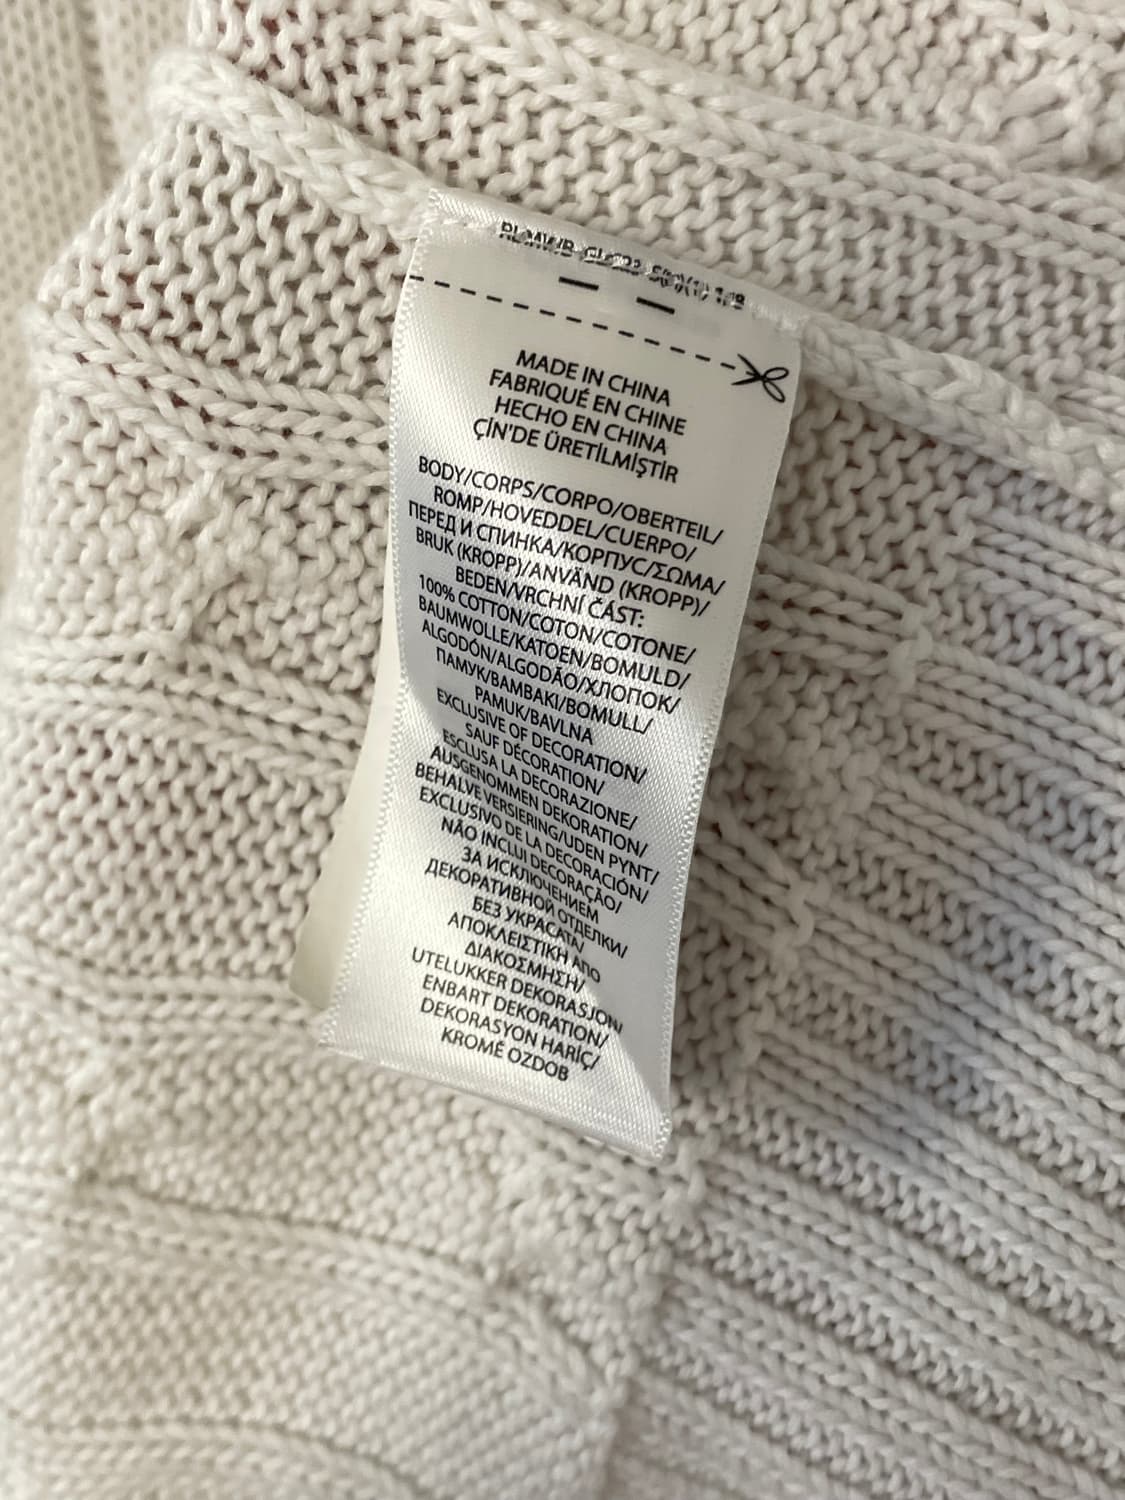 MADE IN CHINA
FABRIQUÉ EN CHINE
HECHO EN CHINA
ÇİN'DE ÜRETİLMİŞTİR
BODY/CORPS/CORPO/OBERTEIL/
ROMP/HOVEDDEL/CUERPO/
ПЕРЕД И СПИНКА/КОРПУС/ΣΩΜΑ/
BRUK (KROPP)/ANVÄND (KROPP)/
BEDEN/VRCHNÍ ČÁST:
100% COTTON/COTON/COTONE/
BAUMWOLLE/KATOEN/BOMULD/
ALGODÓN/ALGODÃO/ХЛОПОК/
ПАМУК/BAMBAKI/BOMULL/
PAMUK/BAVLNA
EXCLUSIVE OF DECORATION/
SAUF DÉCORATION/
ESCLUSA LA DECORAZIONE/
AUSGENOMMEN DEKORATION/
BEHALVE VERSIERING/UDEN PYNT/
EXCLUSIVO DE LA DECORACIÓN/
NÃO INCLUI DECORAÇÃO/
ЗА ИСКЛЮЧЕНИЕМ
ДЕКОРАТИВНОЙ ОТДЕЛКИ/
БЕЗ УКРАСАТА/
ΑΠΟΚΛΕΙΣΤΙΚΗ ΑΠΟ
ΔΙΑΚΟΣΜΗΣΗ/
UTELUKKER DEKORASJON/
ENBART DEKORATION/
DEKORASYON HARİÇ/
KROMĚ OZDOB